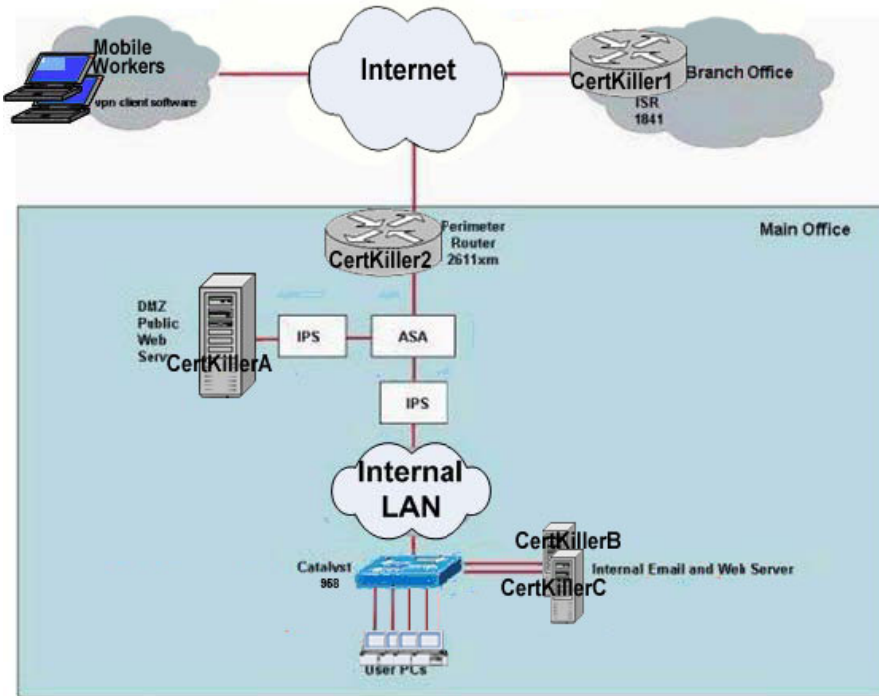 Mobile
Workers
vpn client software
Internet
CertKiller1
Branch Office
ISR
1841
Main Office
Perimeter
Router
2611xm
CertKiller2
DMZ
Public
Web
Serv
CertKillerA
IPS
ASA
IPS
Internal
LAN
Catalyst
968
CertKillerB
CertKillerC
Internal Email and Web Server
User PCs